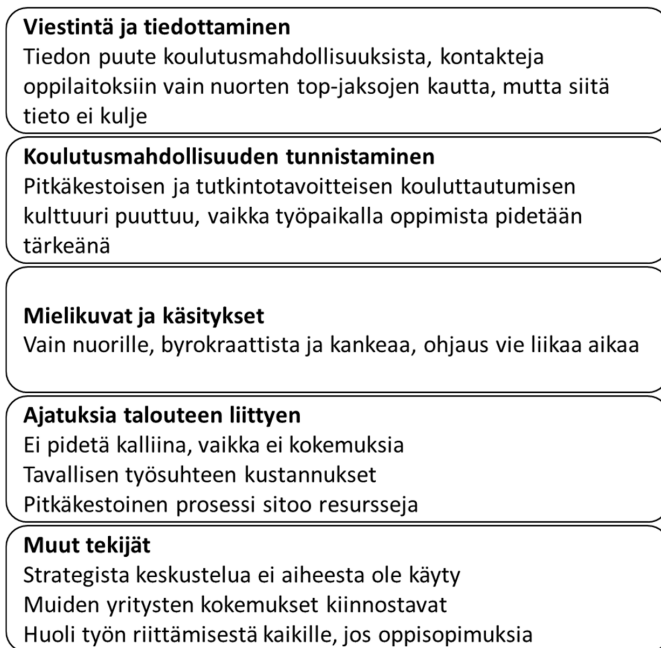 Viestintä ja tiedottaminen
Tiedon puute koulutusmahdollisuuksista, kontakteja
oppilaitoksiin vain nuorten top-jaksojen kautta, mutta siitä
tieto ei kulje
Koulutusmahdollisuuden tunnistaminen
Pitkäkestoisen ja tutkintotavoitteisen kouluttautumisen
kulttuuri puuttuu, vaikka työpaikalla oppimista pidetään
tärkeänä
Mielikuvat ja käsitykset
Vain nuorille, byrokraattista ja kankeaa, ohjaus vie liikaa aikaa
Ajatuksia talouteen liittyen
Ei pidetä kalliina, vaikka ei kokemuksia
Tavallisen työsuhteen kustannukset
Pitkäkestoinen prosessi sitoo resursseja
Muut tekijät
Strategista keskustelua ei aiheesta ole käyty
Muiden yritysten kokemukset kiinnostavat
Huoli työn riittämisestä kaikille, jos oppisopimuksia